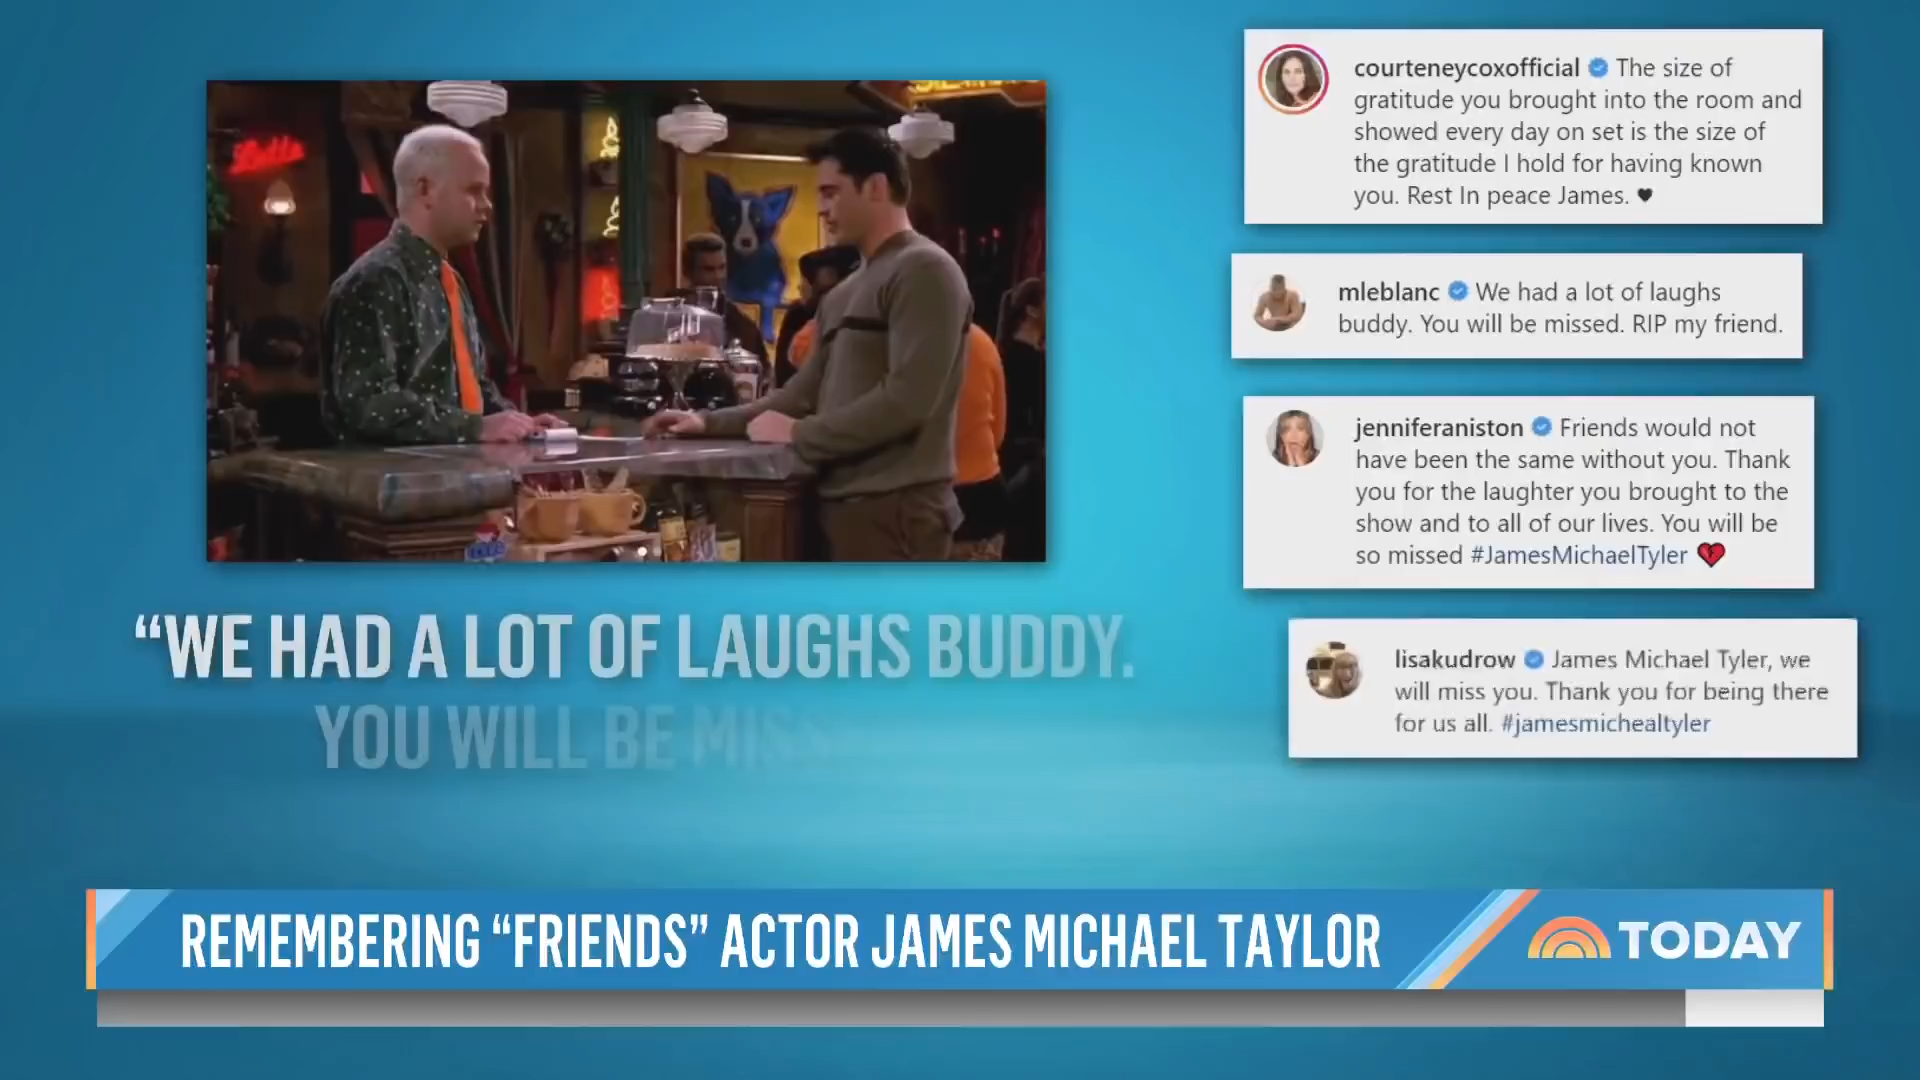 courteneycoxofficial The size of
gratitude you brought into the room and
showed every day on set is the size of
the gratitude I hold for having known
you. Rest In peace James. 🖤
mleblanc We had a lot of laughs
buddy. You will be missed. RIP my friend.
jenniferaniston Friends would not
have been the same without you. Thank
you for the laughter you brought to the
show and to all of our lives. You will be
so missed #JamesMichaelTyler 💔
lisakudrow James Michael Tyler, we
will miss you. Thank you for being there
for us all. #jamesmichealtyler
“WE HAD A LOT OF LAUGHS BUDDY.
YOU WILL BE MISS
REMEMBERING “FRIENDS” ACTOR JAMES MICHAEL TAYLOR
TODAY